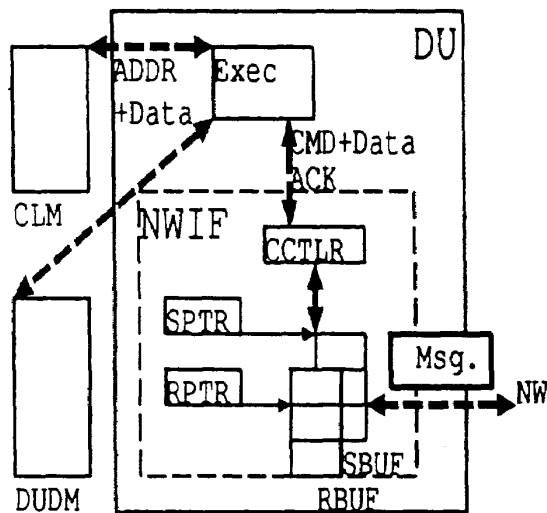 DU
ADDR
+Data
Exec
CMD+Data
ACK
CLM
NWIF
CCTLR
SPTR
Msg.
RPTR
NW
SBUF
RBUF
DUDM